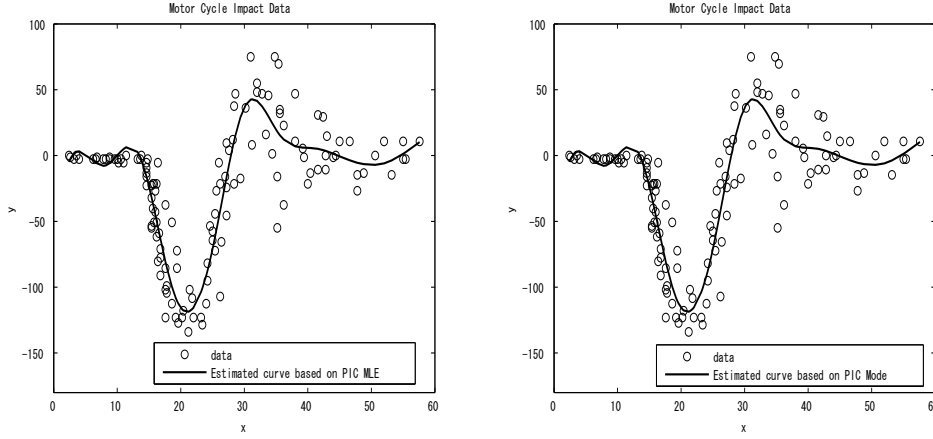 Motor Cycle Impact Data
100
50
0
-50
-100
-150
y
0 10 20 30 40 50 60
x
data
Estimated curve based on PIC MLE
Motor Cycle Impact Data
100
50
0
-50
-100
-150
y
0 10 20 30 40 50 60
x
data
Estimated curve based on PIC Mode